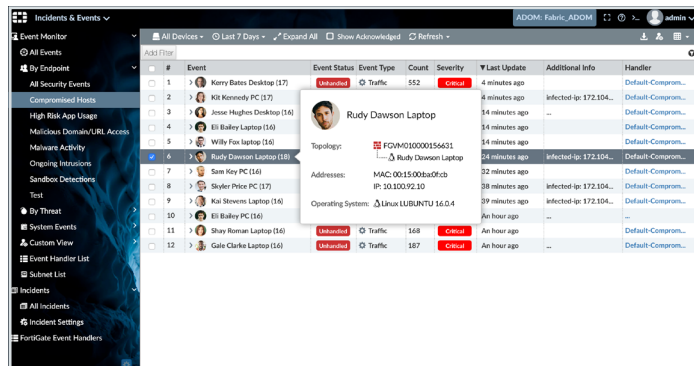 Incidents & Events
ADOM: Fabric_ADOM
admin
Event Monitor
All Events
By Endpoint
All Security Events
Compromised Hosts
High Risk App Usage
Malicious Domain/URL Access
Malware Activity
Ongoing Intrusions
Sandbox Detections
Test
By Threat
System Events
Custom View
Event Handler List
Subnet List
Incidents
All Incidents
Incident Settings
FortiGate Event Handlers
All Devices Last 7 Days Expand All Show Acknowledged Refresh
Add Filter
# Event Event Status Event Type Count Severity Last Update Additional Info Handler
1 Kerry Bates Desktop (17) Unhandled Traffic 552 Critical 4 minutes ago Default-Comprom...
2 Kit Kennedy PC (17) 4 minutes ago infected-ip: 172.104... Default-Comprom...
3 Jesse Hughes Desktop (16) 14 minutes ago ... Default-Comprom...
4 Eli Bailey Laptop (16) 14 minutes ago Default-Comprom...
5 Willy Fox laptop (16) 14 minutes ago Default-Comprom...
6 Rudy Dawson Laptop (18) 24 minutes ago infected-ip: 172.104... Default-Comprom...
7 Sam Key PC (16) 32 minutes ago Default-Comprom...
8 Skyler Price PC (17) 38 minutes ago infected-ip: 172.104... Default-Comprom...
9 Kai Stevens Laptop (16) 39 minutes ago infected-ip: 172.104... Default-Comprom...
10 Eli Bailey PC (16) An hour ago ... ...
11 Shay Roman Laptop (16) Unhandled Traffic 168 Critical An hour ago Default-Comprom...
12 Gale Clarke Laptop (16) Unhandled Traffic 187 Critical An hour ago ... Default-Comprom...
Rudy Dawson Laptop
Topology: FGVM010000156631
Rudy Dawson Laptop
Addresses: MAC: 00:15:00:ba:0f:cb
IP: 10.100.92.10
Operating System: Linux LUBUNTU 16.0.4